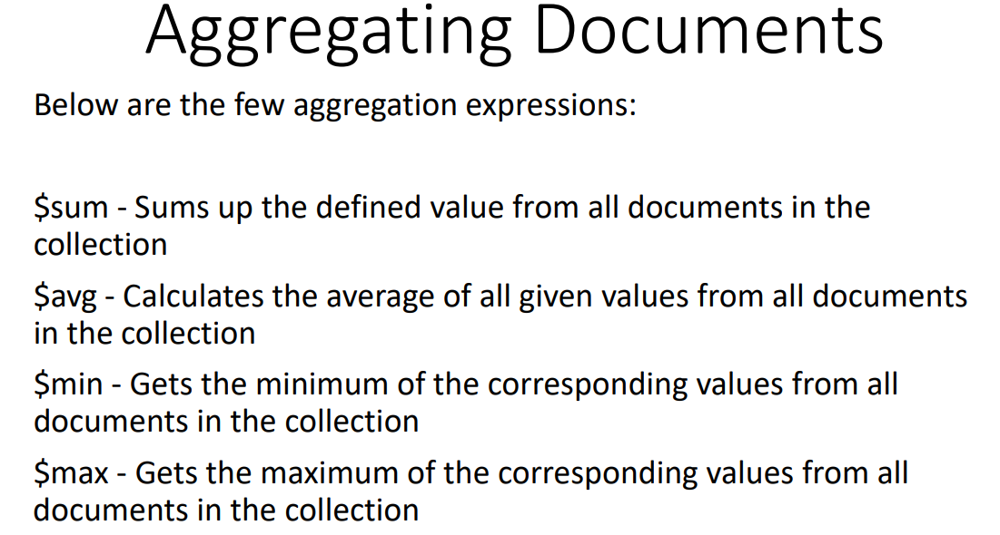 Aggregating Documents
Below are the few aggregation expressions:
$sum - Sums up the defined value from all documents in the
collection
$avg - Calculates the average of all given values from all documents
in the collection
$min - Gets the minimum of the corresponding values from all
documents in the collection
$max - Gets the maximum of the corresponding values from all
documents in the collection